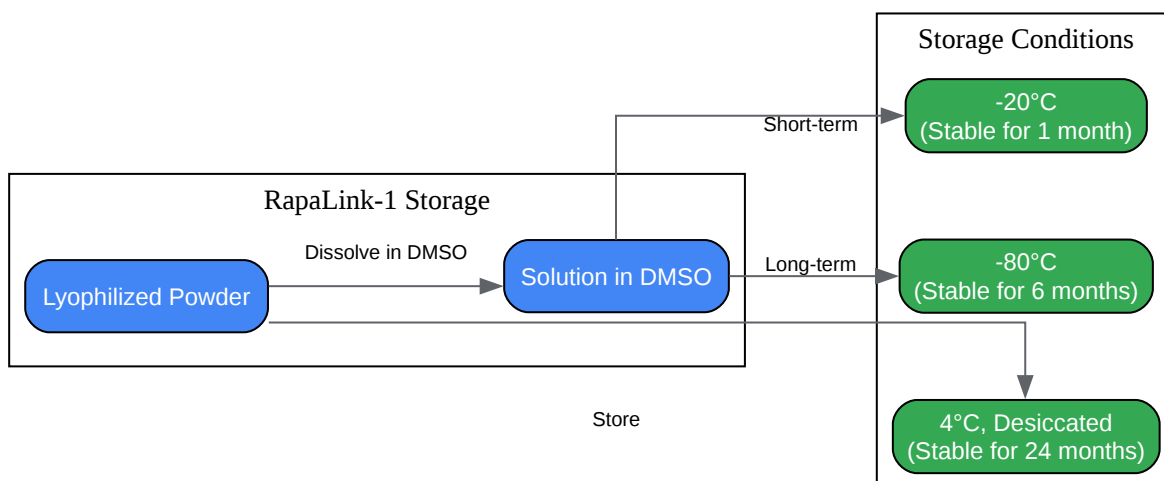 Storage Conditions
-20°C
(Stable for 1 month)
Short-term
RapaLink-1 Storage
Dissolve in DMSO
Lyophilized Powder
Solution in DMSO
Long-term
-80°C
(Stable for 6 months)
Store
4°C, Desiccated
(Stable for 24 months)